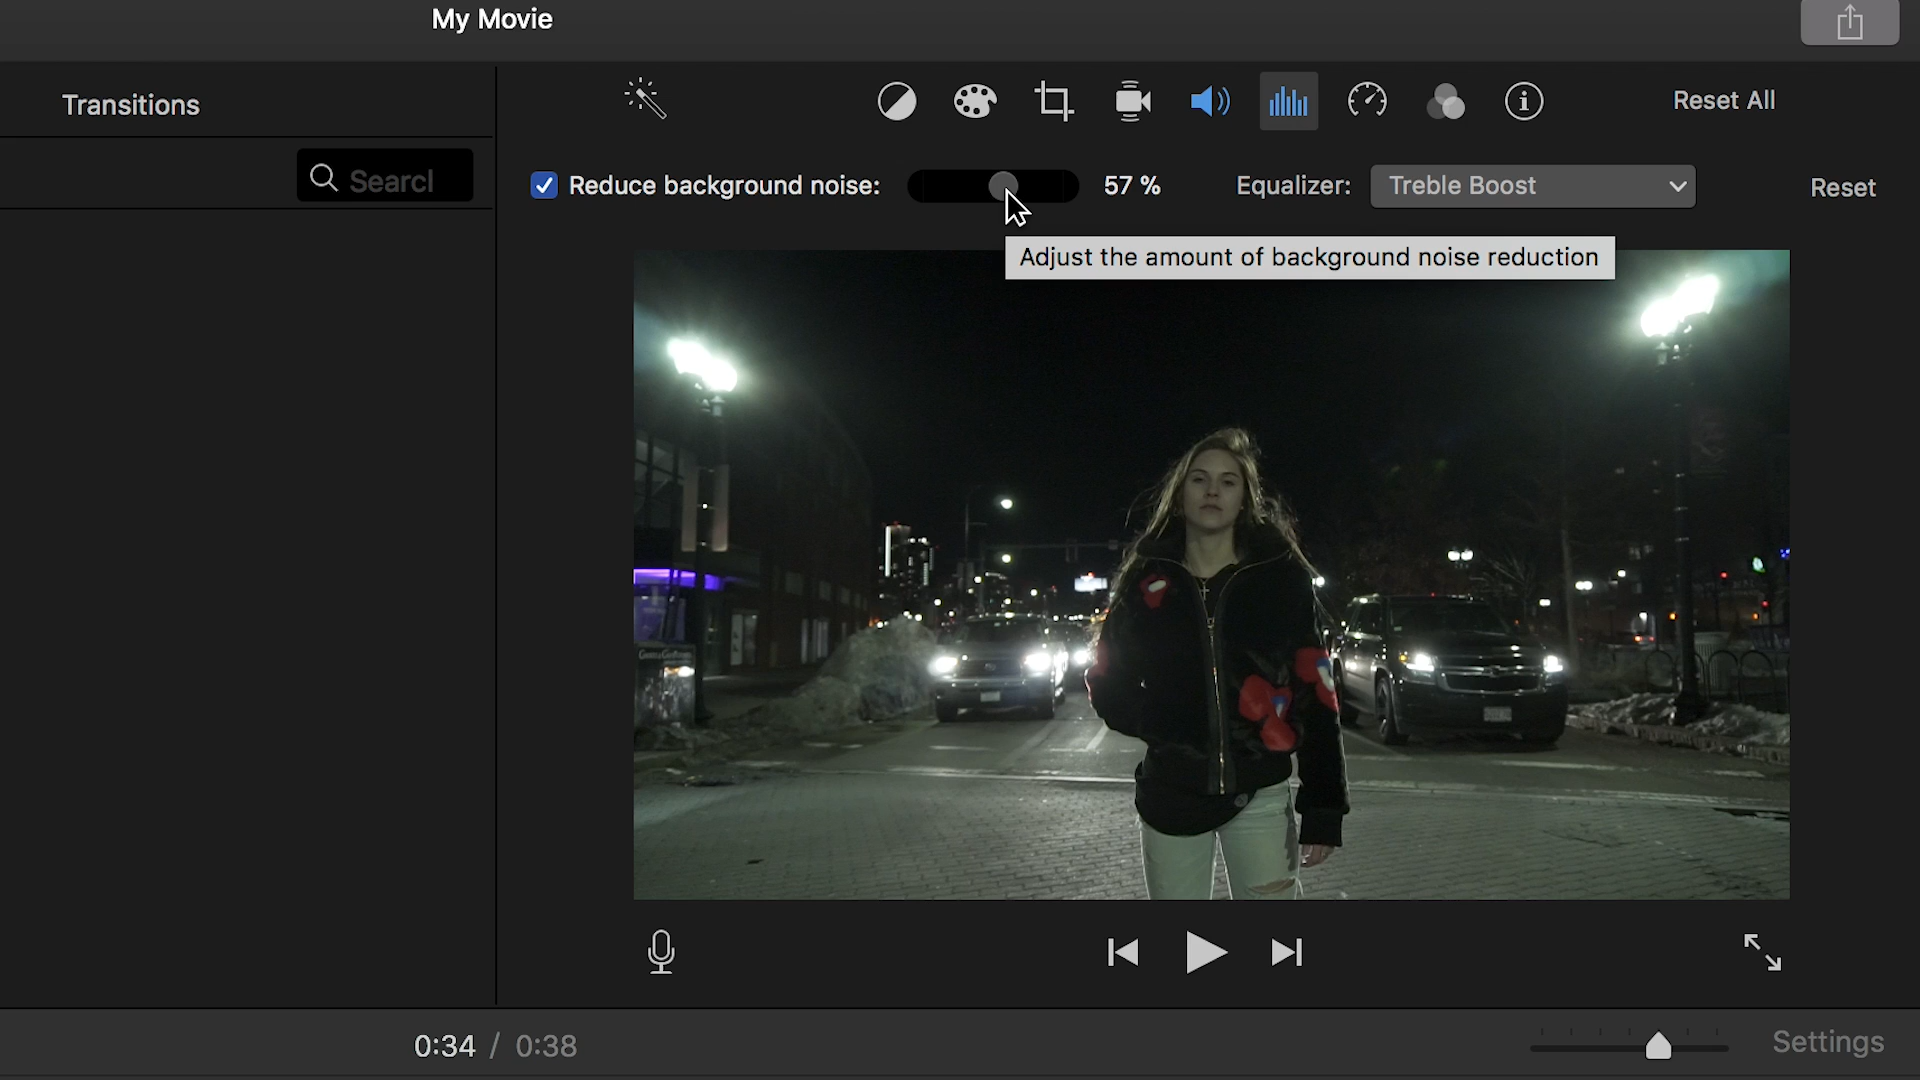 My Movie
Transitions
Reset All
Searcl
Reduce background noise:
57 %
Equalizer:
Treble Boost
Reset
Adjust the amount of background noise reduction
0:34 / 0:38
Settings